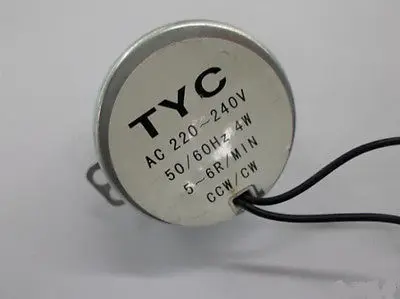 TYC
AC 220~240V
50/60Hz 4W
5~6R/MIN
CCW/CW